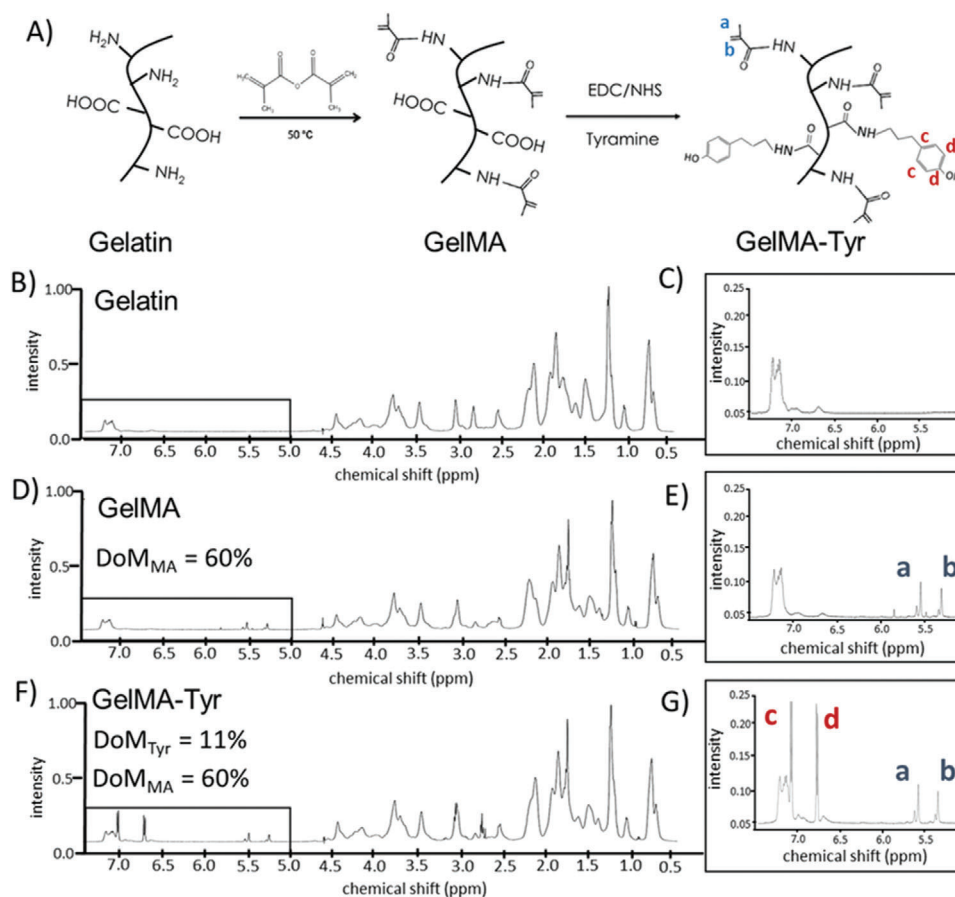 A)
H₂N
NH₂
HOOC
COOH
NH₂
O O
O
CH₃ CH₃
50 °C
O
HN
O
NH
HOOC
COOH
NH
O
EDC/NHS
Tyramine
a
b
O
HN
O
NH
O
NH
O
NH
HO
c d
c d
OH
NH
O
Gelatin
GelMA
GelMA-Tyr
B)
Gelatin
1.00
0.5
0.0
intensity
7.0 6.5 6.0 5.5 5.0 4.5 4.0 3.5 3.0 2.5 2.0 1.5 1.0 0.5
chemical shift (ppm)
C)
0.25
0.20
0.15
0.10
0.05
intensity
7.0 6.0 5.5
chemical shift (ppm)
D)
GelMA
DoM_MA = 60%
1.00
0.5
0.0
intensity
7.0 6.5 6.0 5.5 5.0 4.5 4.0 3.5 3.0 2.5 2.0 1.5 1.0 0.5
chemical shift (ppm)
E)
0.25
0.20
0.15
0.10
0.05
intensity
a b
7.0 6.0 5.5
chemical shift (ppm)
F)
GelMA-Tyr
DoM_Tyr = 11%
DoM_MA = 60%
1.00
0.5
0.0
intensity
7.0 6.5 6.0 5.5 5.0 4.5 4.0 3.5 3.0 2.5 2.0 1.5 1.0 0.5
chemical shift (ppm)
G)
0.25
0.20
0.15
0.10
0.05
intensity
c d
a b
7.0 6.0 5.5
chemical shift (ppm)